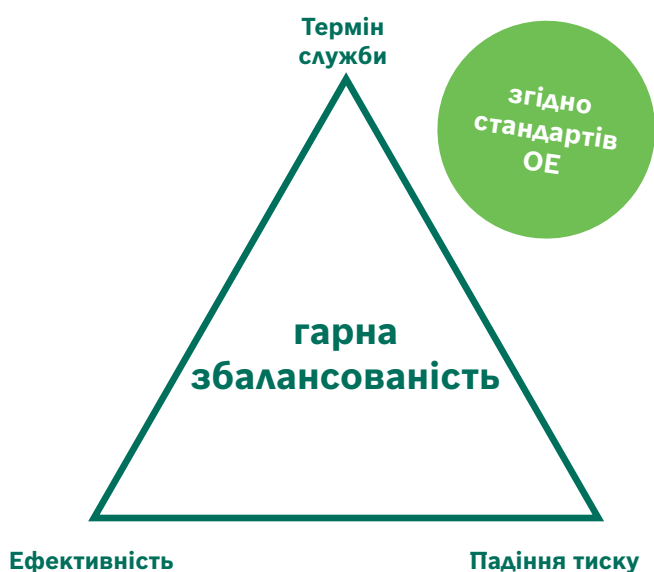 Термін
служби
згідно
стандартів
ОЕ
гарна
збалансованість
Ефективність
Падіння тиску